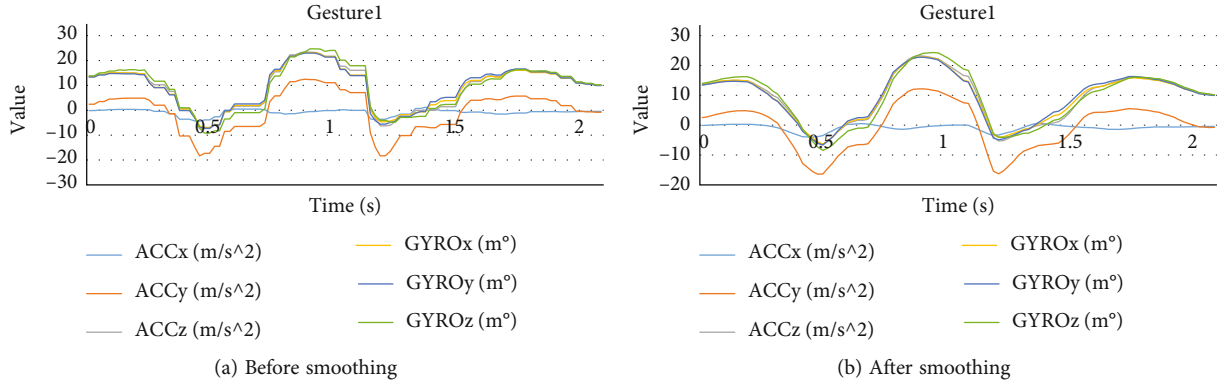 Gesture1
30
20
10
0
−10
−20
−30
Value
0
0.5
1
1.5
2
Time (s)
ACCx (m/s^2)
ACCy (m/s^2)
ACCz (m/s^2)
GYROx (m°)
GYROy (m°)
GYROz (m°)
(a) Before smoothing
Gesture1
30
20
10
0
−10
−20
Value
0
0.5
1
1.5
2
Time (s)
ACCx (m/s^2)
ACCy (m/s^2)
ACCz (m/s^2)
GYROx (m°)
GYROy (m°)
GYROz (m°)
(b) After smoothing